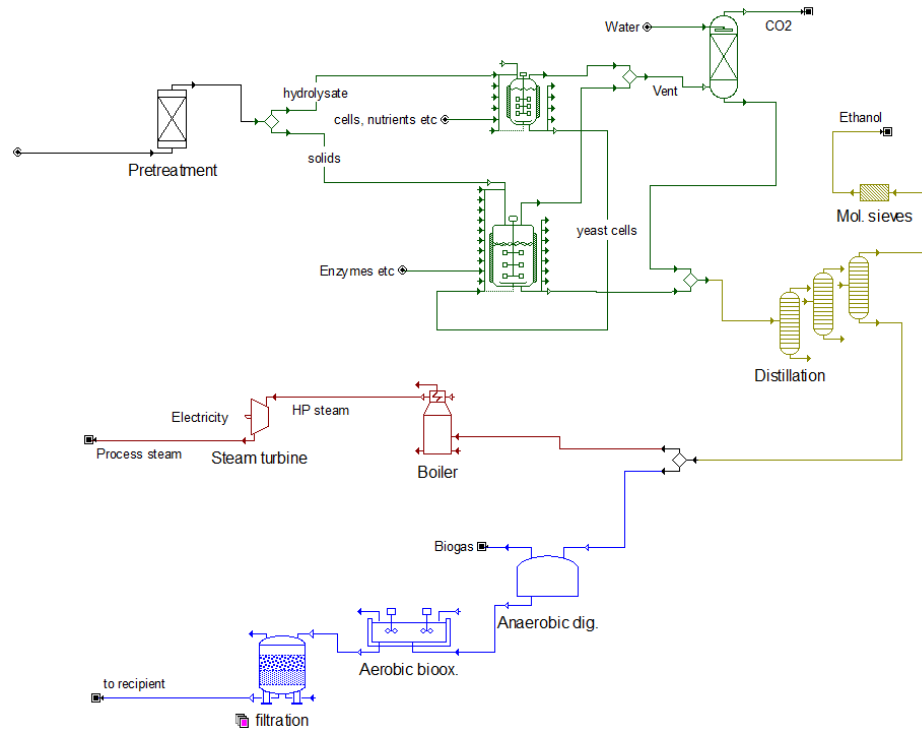 Water
CO2
hydrolysate
Vent
cells, nutrients etc
Ethanol
solids
Pretreatment
Mol. sieves
yeast cells
Enzymes etc
Distillation
HP steam
Electricity
Process steam
Steam turbine
Boiler
Biogas
Anaerobic dig.
Aerobic bioox.
to recipient
filtration